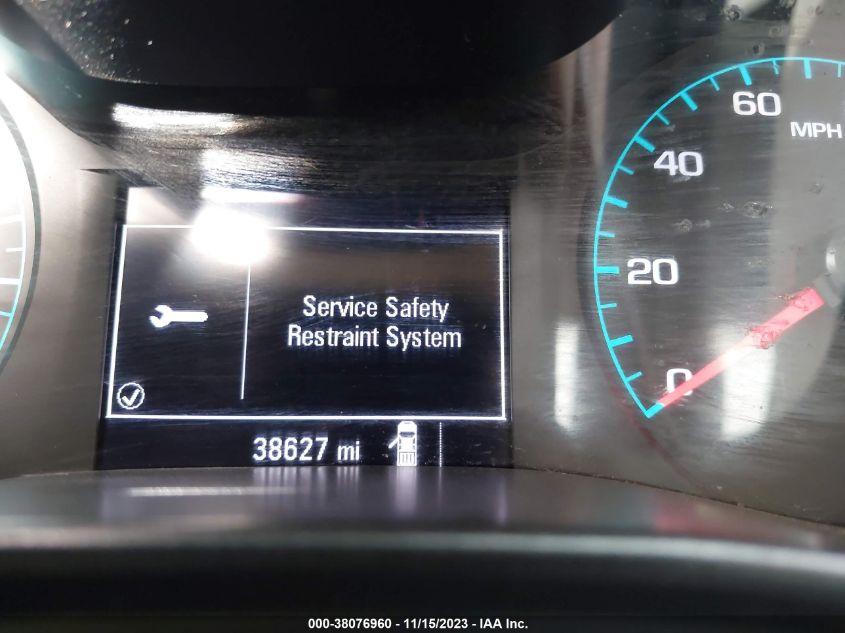 60
MPH
40
20
0
Service Safety
Restraint System
38627 mi
000-38076960 - 11/15/2023 - IAA Inc.